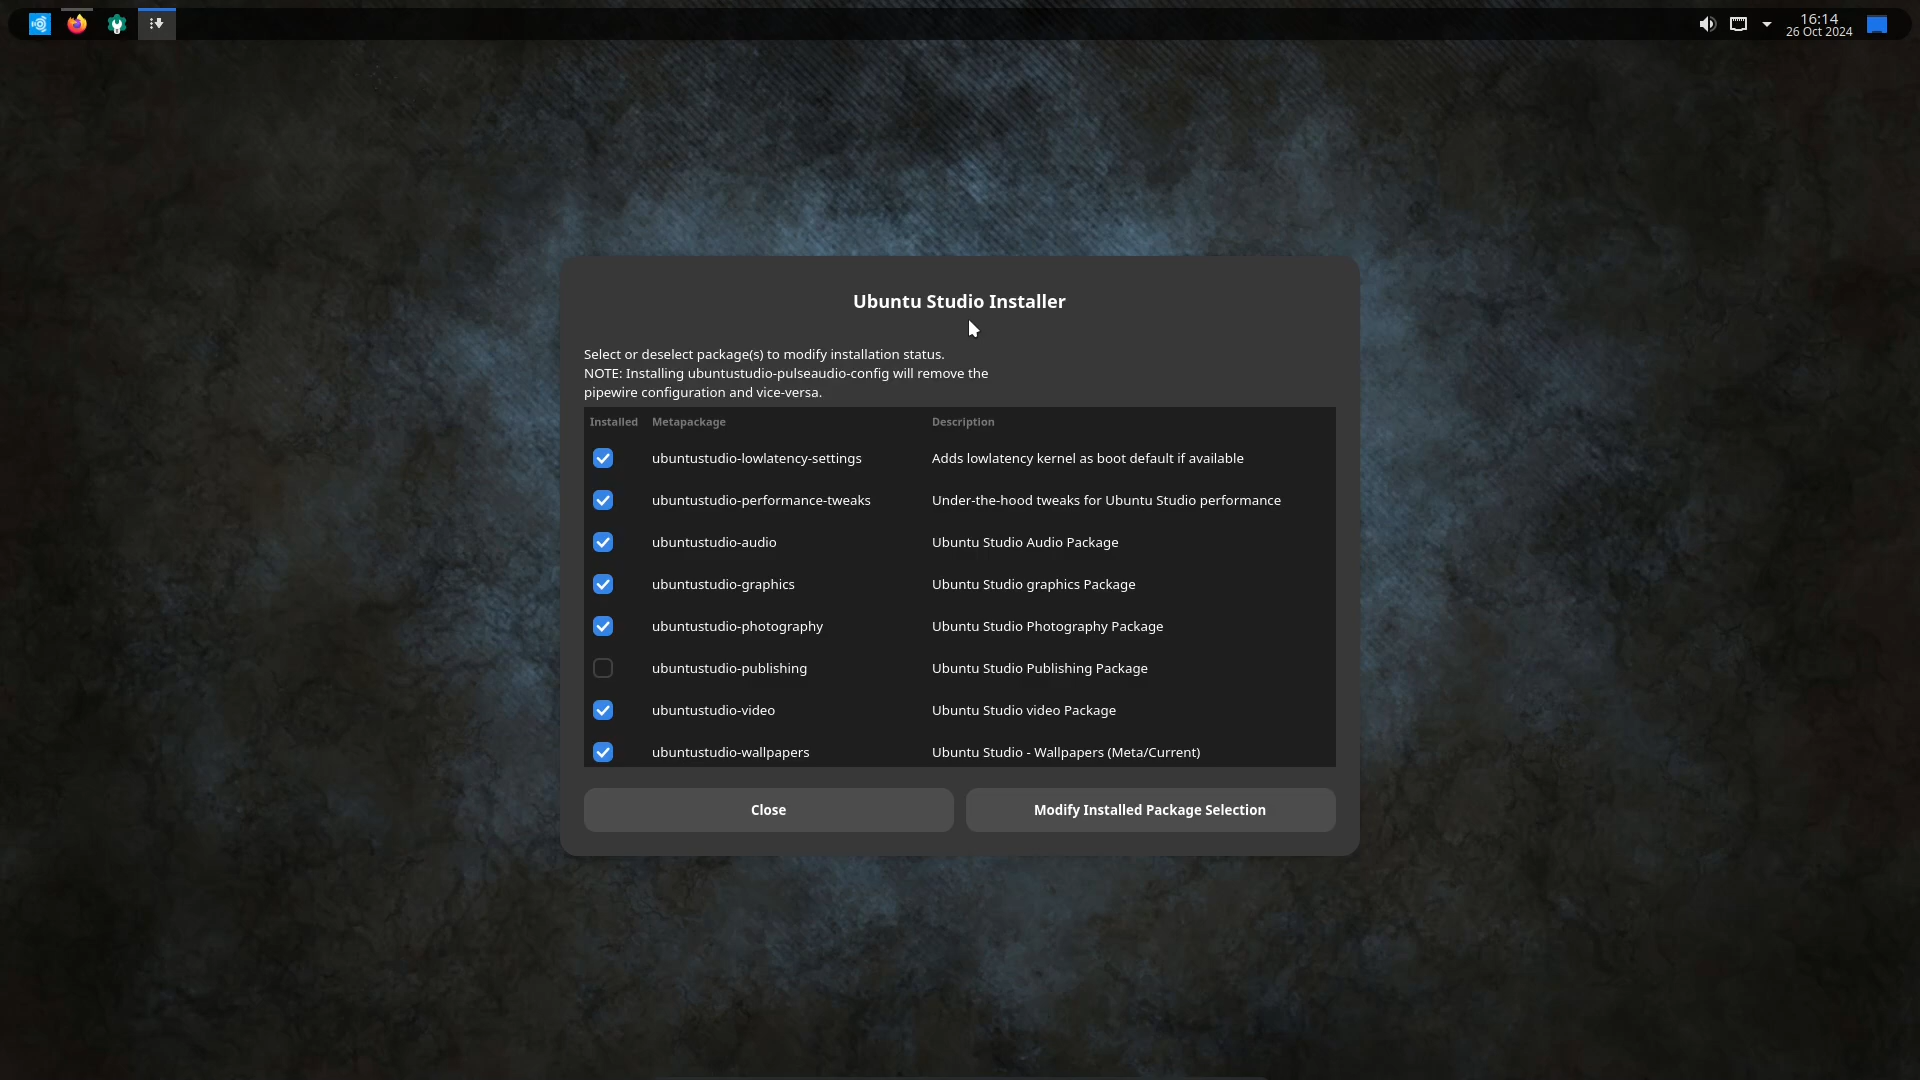 16:14
26 Oct 2024
Ubuntu Studio Installer
Select or deselect package(s) to modify installation status.
NOTE: Installing ubuntustudio-pulseaudio-config will remove the
pipewire configuration and vice-versa.
Installed Metapackage Description
ubuntustudio-lowlatency-settings Adds lowlatency kernel as boot default if available
ubuntustudio-performance-tweaks Under-the-hood tweaks for Ubuntu Studio performance
ubuntustudio-audio Ubuntu Studio Audio Package
ubuntustudio-graphics Ubuntu Studio graphics Package
ubuntustudio-photography Ubuntu Studio Photography Package
ubuntustudio-publishing Ubuntu Studio Publishing Package
ubuntustudio-video Ubuntu Studio video Package
ubuntustudio-wallpapers Ubuntu Studio - Wallpapers (Meta/Current)
Close Modify Installed Package Selection